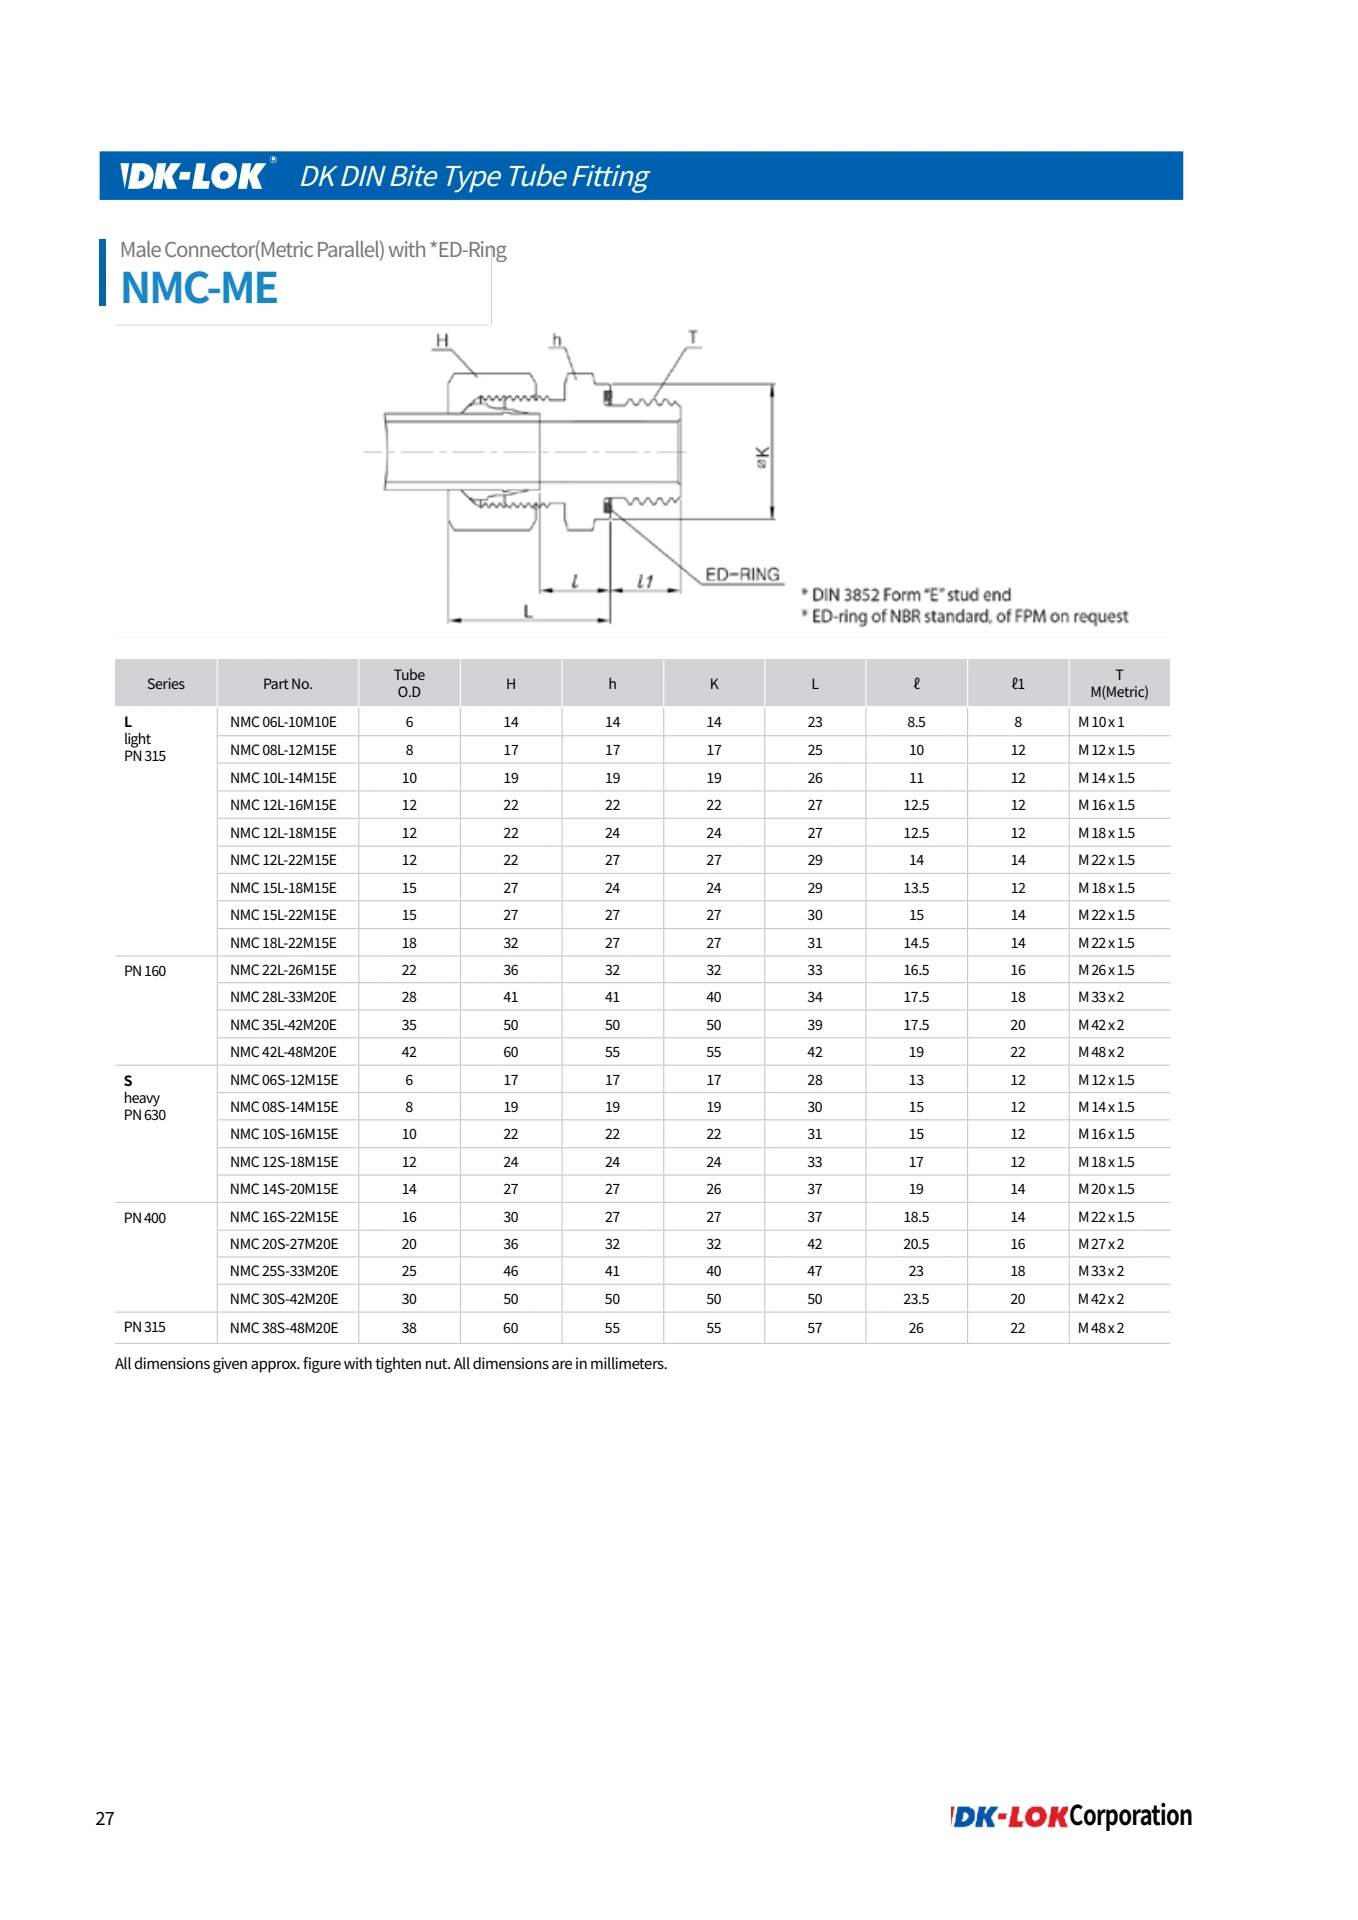 DK-LOK® DK DIN Bite Type Tube Fitting
Male Connector(Metric Parallel) with *ED-Ring
NMC-ME
H h T
øK
ED-RING
l l1
L
* DIN 3852 Form “E” stud end
* ED-ring of NBR standard, of FPM on request
Series Part No. Tube O.D H h K L ℓ ℓ1 T M(Metric)
L light PN 315 NMC 06L-10M10E 6 14 14 14 23 8.5 8 M 10 x 1
NMC 08L-12M15E 8 17 17 17 25 10 12 M 12 x 1.5
NMC 10L-14M15E 10 19 19 19 26 11 12 M 14 x 1.5
NMC 12L-16M15E 12 22 22 22 27 12.5 12 M 16 x 1.5
NMC 12L-18M15E 12 22 24 24 27 12.5 12 M 18 x 1.5
NMC 12L-22M15E 12 22 27 27 29 14 14 M 22 x 1.5
NMC 15L-18M15E 15 27 24 24 29 13.5 12 M 18 x 1.5
NMC 15L-22M15E 15 27 27 27 30 15 14 M 22 x 1.5
NMC 18L-22M15E 18 32 27 27 31 14.5 14 M 22 x 1.5
PN 160 NMC 22L-26M15E 22 36 32 32 33 16.5 16 M 26 x 1.5
NMC 28L-33M20E 28 41 41 40 34 17.5 18 M 33 x 2
NMC 35L-42M20E 35 50 50 50 39 17.5 20 M 42 x 2
NMC 42L-48M20E 42 60 55 55 42 19 22 M 48 x 2
S heavy PN 630 NMC 06S-12M15E 6 17 17 17 28 13 12 M 12 x 1.5
NMC 08S-14M15E 8 19 19 19 30 15 12 M 14 x 1.5
NMC 10S-16M15E 10 22 22 22 31 15 12 M 16 x 1.5
NMC 12S-18M15E 12 24 24 24 33 17 12 M 18 x 1.5
NMC 14S-20M15E 14 27 27 26 37 19 14 M 20 x 1.5
PN 400 NMC 16S-22M15E 16 30 27 27 37 18.5 14 M 22 x 1.5
NMC 20S-27M20E 20 36 32 32 42 20.5 16 M 27 x 2
NMC 25S-33M20E 25 46 41 40 47 23 18 M 33 x 2
NMC 30S-42M20E 30 50 50 50 50 23.5 20 M 42 x 2
PN 315 NMC 38S-48M20E 38 60 55 55 57 26 22 M 48 x 2
All dimensions given approx. figure with tighten nut. All dimensions are in millimeters.
27
DK-LOK Corporation